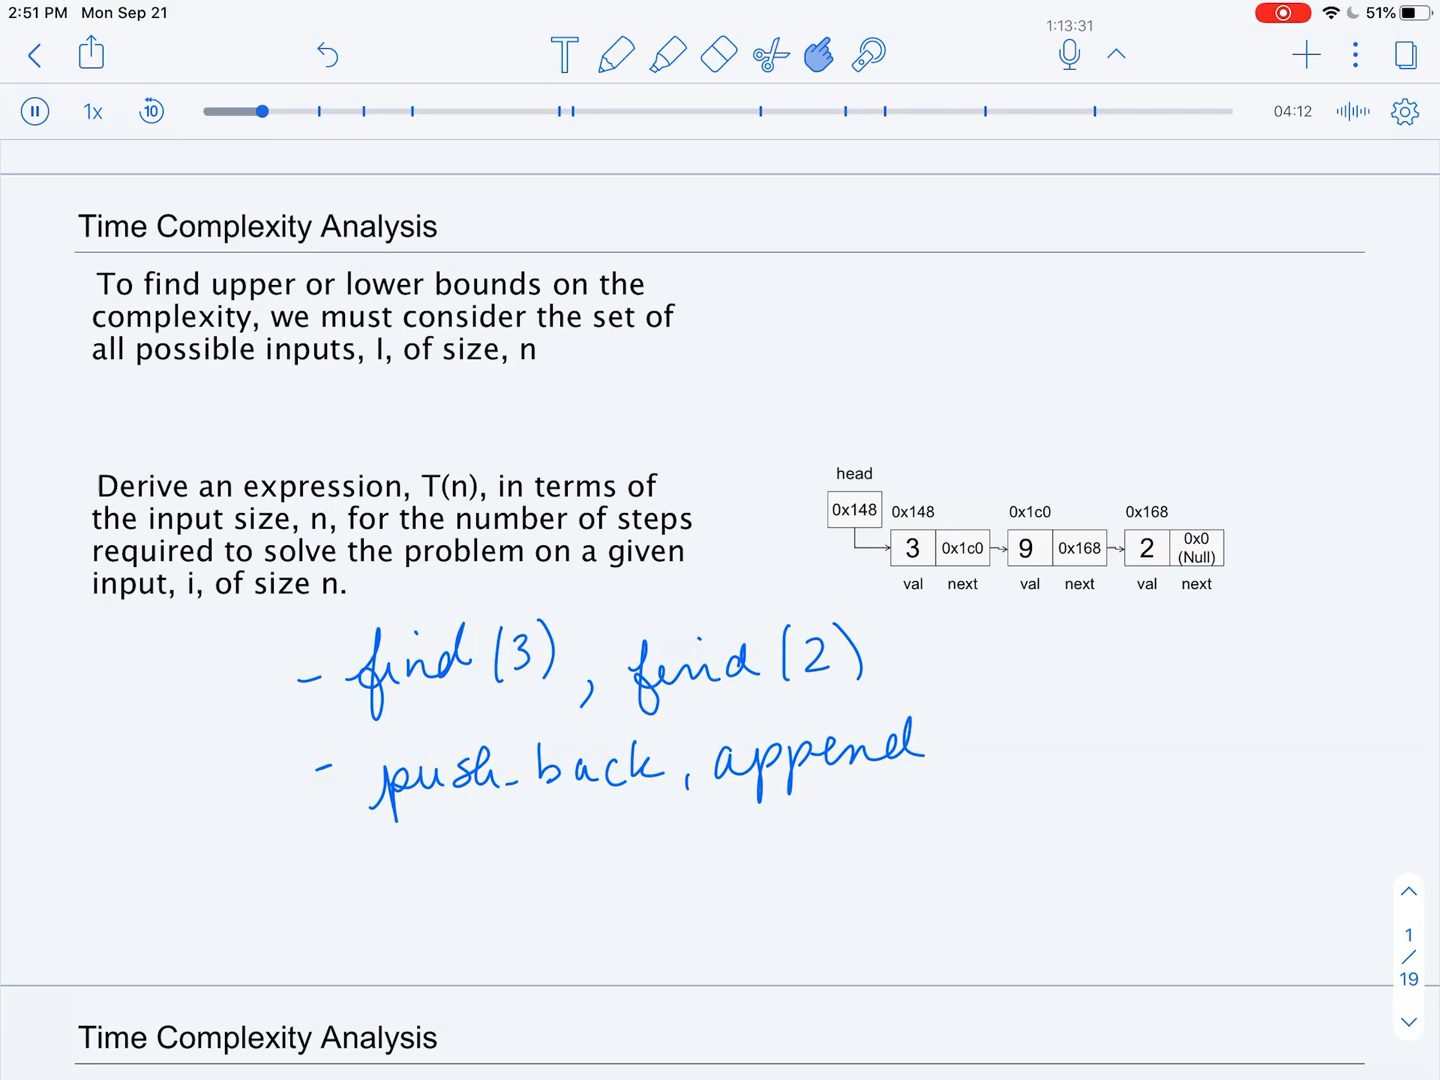 2:51 PM Mon Sep 21
51%
1:13:31
T
1x
10
04:12
Time Complexity Analysis
To find upper or lower bounds on the
complexity, we must consider the set of
all possible inputs, I, of size, n
Derive an expression, T(n), in terms of
the input size, n, for the number of steps
required to solve the problem on a given
input, i, of size n.
head
0x148
0x148 0x1c0 0x168
3 0x1c0 9 0x168 2 0x0
(Null)
val next val next val next
- find (3), find (2)
- push_back, append
1
/
19
Time Complexity Analysis